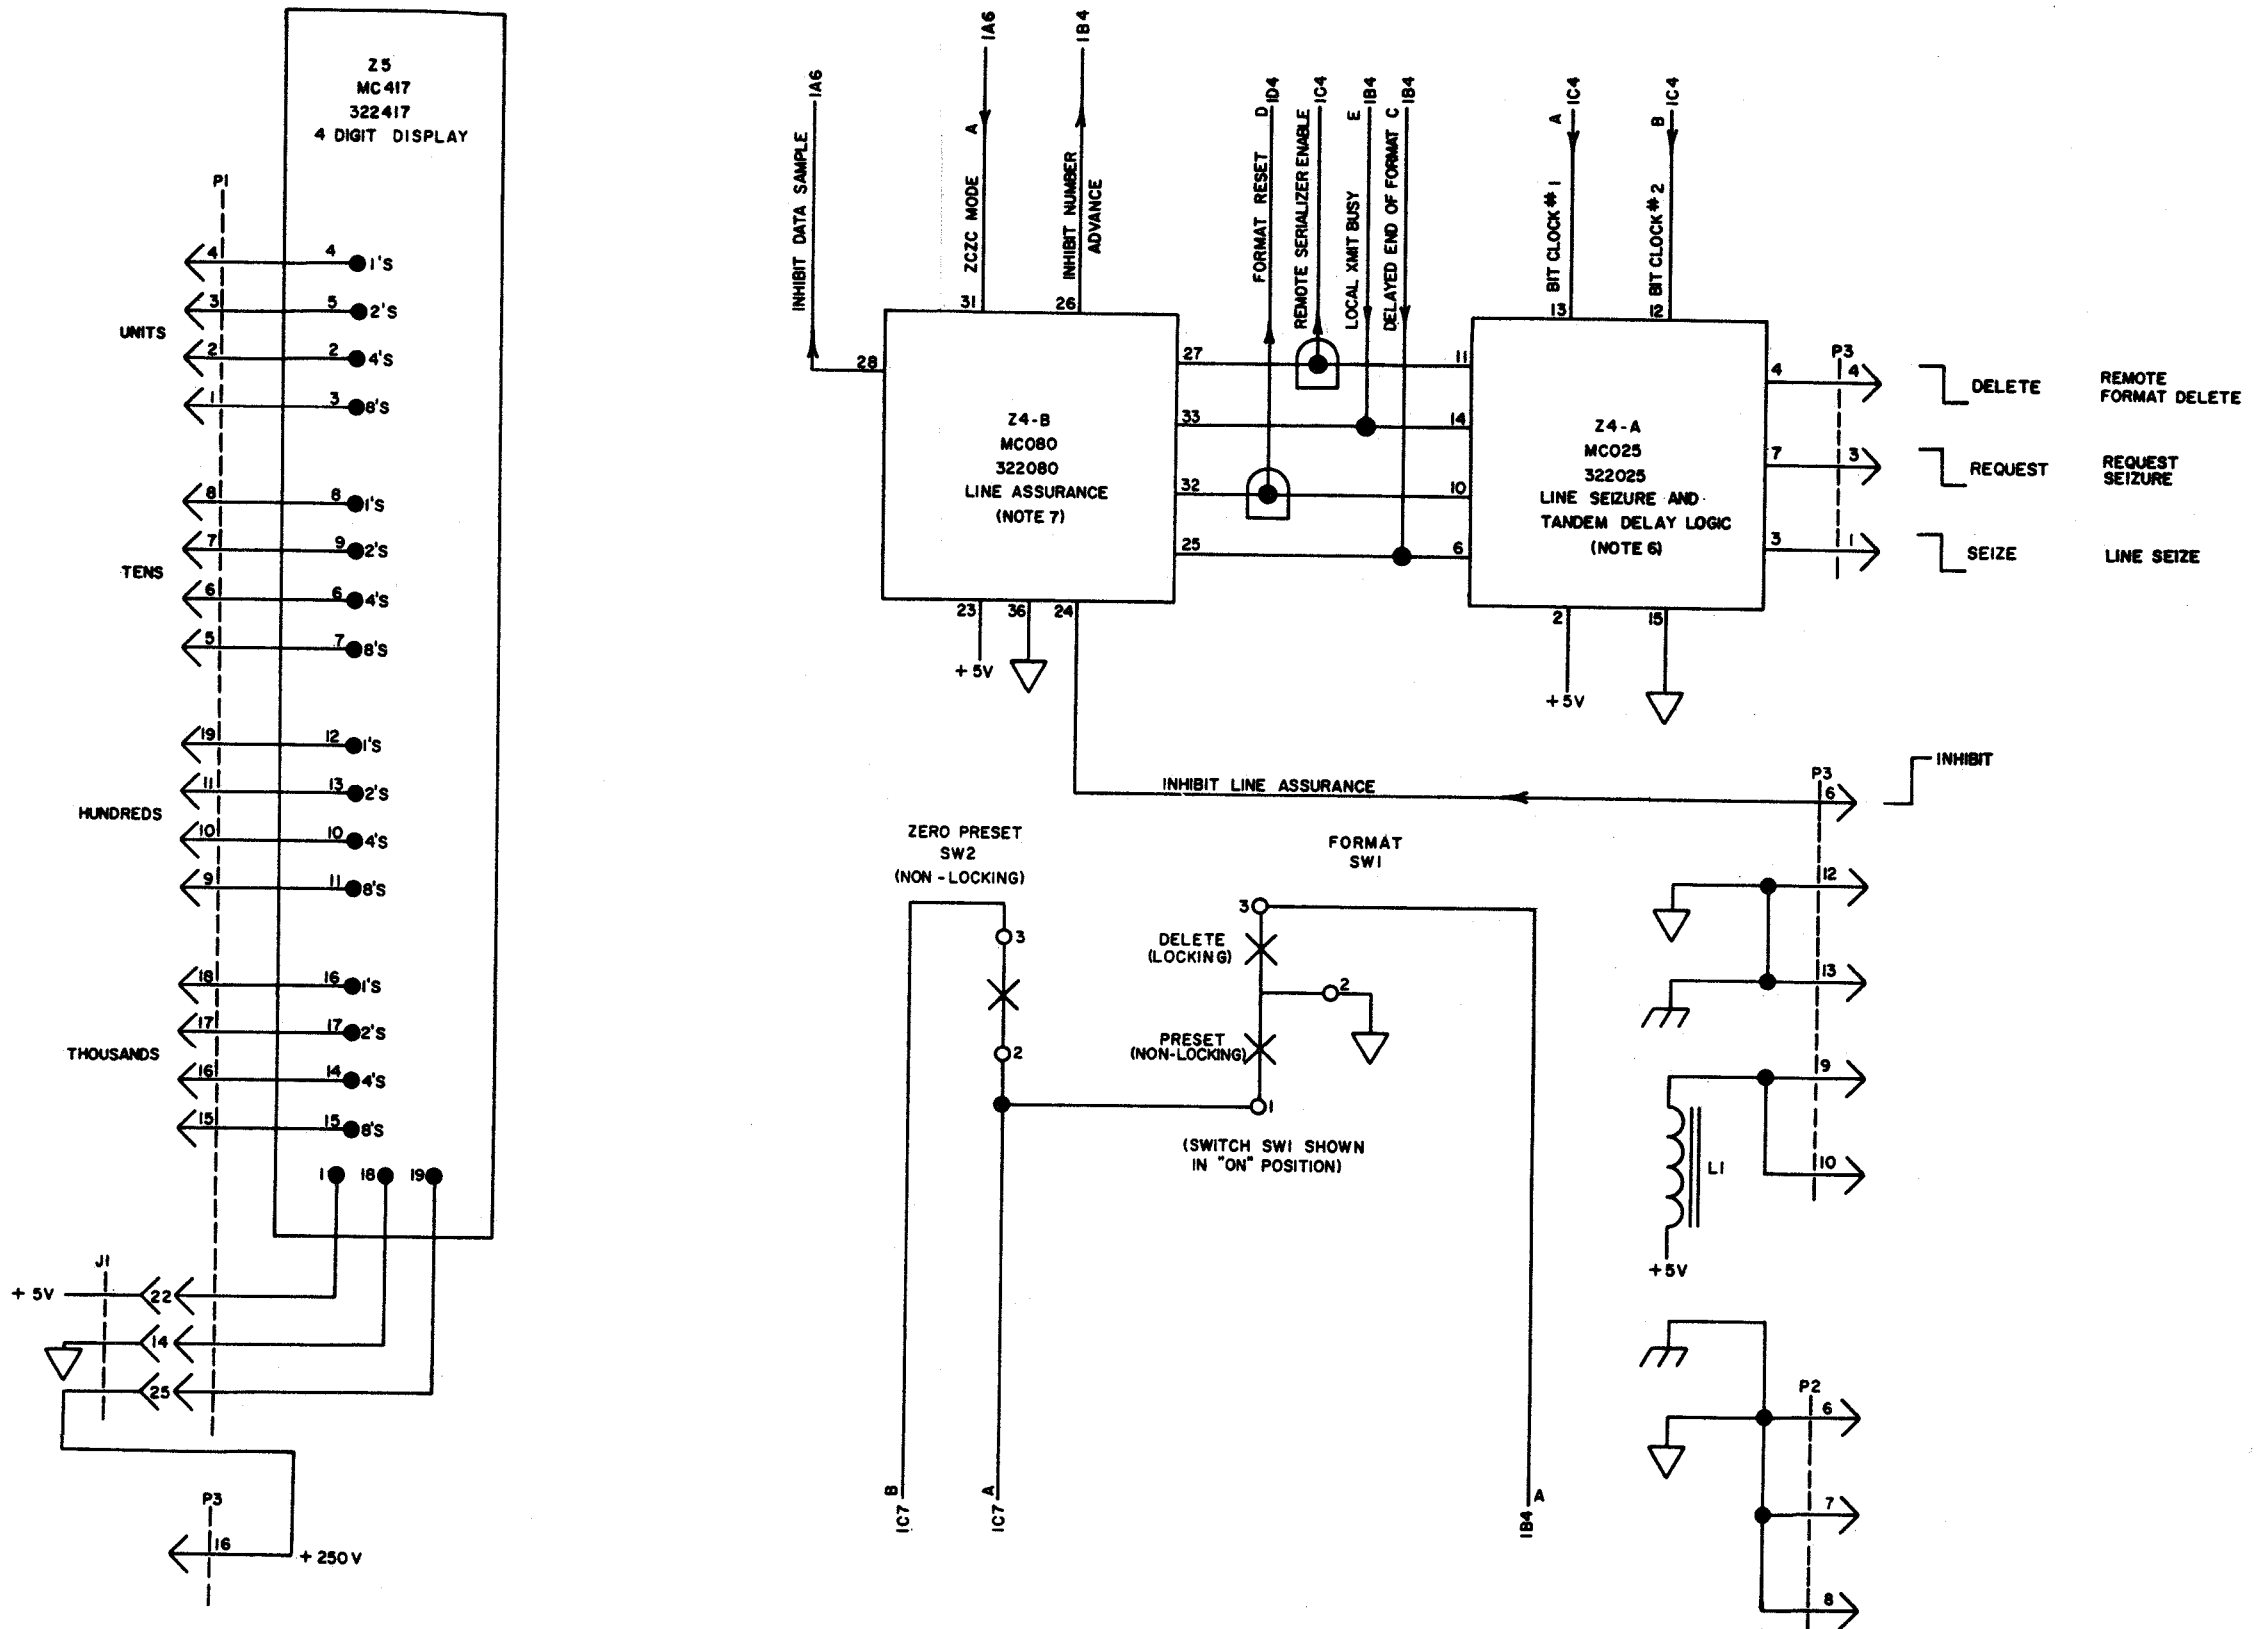 Z5
MC417
322417
4 DIGIT DISPLAY
P1
4 4 1'S
3 5 2'S
UNITS
2 2 4'S
1 3 8'S
8 8 1'S
7 9 2'S
TENS
6 6 4'S
5 7 8'S
19 12 1'S
11 13 2'S
HUNDREDS
10 10 4'S
9 11 8'S
18 16 1'S
17 17 2'S
THOUSANDS
16 14 4'S
15 15 8'S
1 18 19
J1
+ 5V 22
14
25
P3
16
+ 250 V
INHIBIT DATA SAMPLE 1A6
ZCZC MODE A 1A6
INHIBIT NUMBER
ADVANCE
1B4
FORMAT RESET D 1D4
REMOTE SERIALIZER ENABLE 1C4
LOCAL XMIT BUSY E 1B4
DELAYED END OF FORMAT C 1B4
BIT CLOCK #1 A 1C4
BIT CLOCK #2 B 1C4
31 26
28
27
33
32
25
23 36 24
Z4-B
MC080
322080
LINE ASSURANCE
(NOTE 7)
+ 5V
13 12
11
14
10
6
2 15
Z4-A
MC025
322025
LINE SEIZURE AND
TANDEM DELAY LOGIC
(NOTE 6)
+ 5V
P3
4 4 DELETE
REMOTE
FORMAT DELETE
7 3 REQUEST
REQUEST
SEIZURE
3 1 SEIZE
LINE SEIZE
INHIBIT LINE ASSURANCE
P3
6
INHIBIT
12
13
9
10
L1
+5V
ZERO PRESET
SW2
(NON - LOCKING)
3
2
FORMAT
SW1
3
DELETE
(LOCKING)
2
PRESET
(NON-LOCKING)
1
(SWITCH SW1 SHOWN
IN "ON" POSITION)
1C7 B
1C7 A
1B4 A
P2
6
7
8